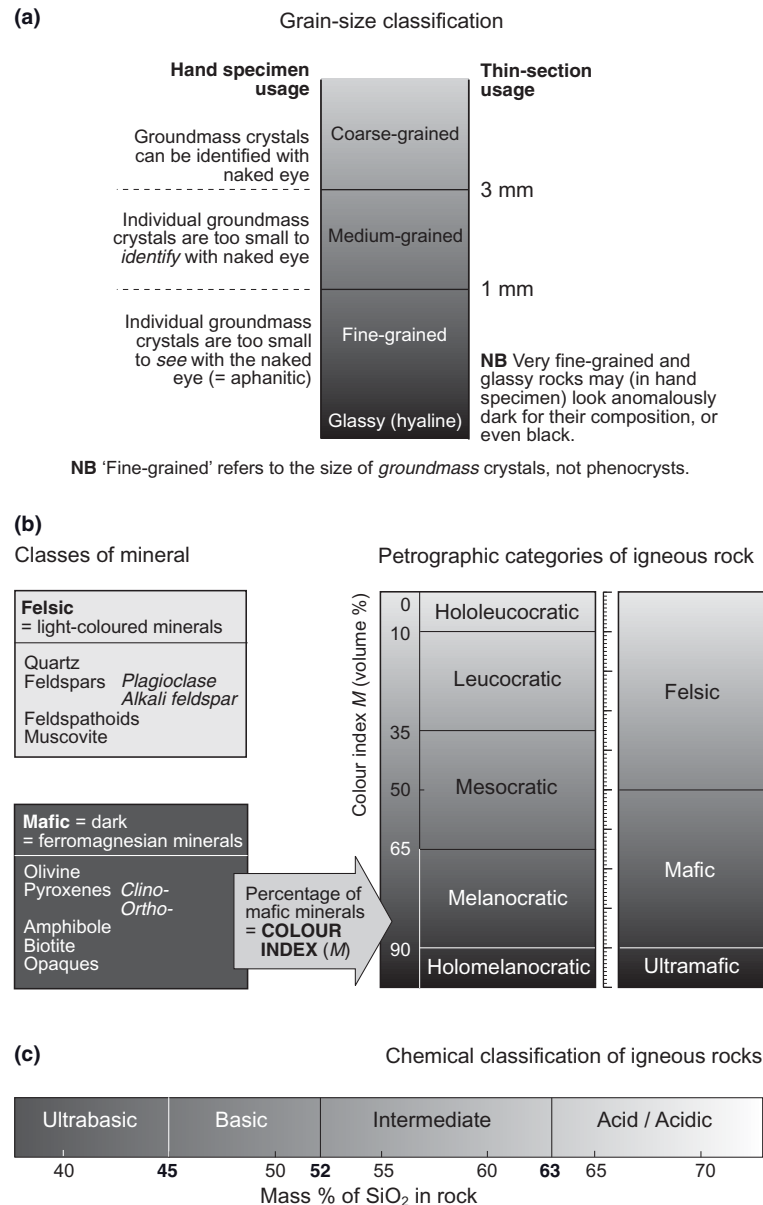 (a)
Grain-size classification
Hand specimen
usage
Thin-section
usage
Groundmass crystals
can be identified with
naked eye
Coarse-grained
3 mm
Individual groundmass
crystals are too small to
identify with naked eye
Medium-grained
1 mm
Individual groundmass
crystals are too small
to see with the naked
eye (= aphanitic)
Fine-grained
Glassy (hyaline)
NB Very fine-grained and
glassy rocks may (in hand
specimen) look anomalously
dark for their composition, or
even black.
NB ‘Fine-grained’ refers to the size of groundmass crystals, not phenocrysts.
(b)
Classes of mineral
Felsic
= light-coloured minerals
Quartz
Feldspars Plagioclase
Alkali feldspar
Feldspathoids
Muscovite
Mafic = dark
= ferromagnesian minerals
Olivine
Pyroxenes Clino-
Ortho-
Amphibole
Biotite
Opaques
Percentage of
mafic minerals
= COLOUR
INDEX (M)
Petrographic categories of igneous rock
Colour index M (volume %)
0
10
35
50
65
90
Hololeucocratic
Leucocratic
Mesocratic
Melanocratic
Holomelanocratic
Felsic
Mafic
Ultramafic
(c)
Chemical classification of igneous rocks
Ultrabasic Basic Intermediate Acid / Acidic
40 45 50 52 55 60 63 65 70
Mass % of SiO₂ in rock